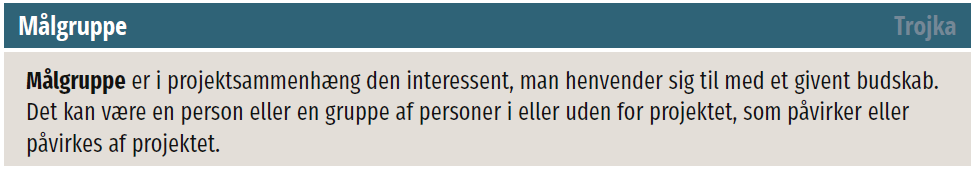 Målgruppe Trojka
Målgruppe er i projektsammenhæng den interessent, man henvender sig til med et givent budskab.
Det kan være en person eller en gruppe af personer i eller uden for projektet, som påvirker eller
påvirkes af projektet.